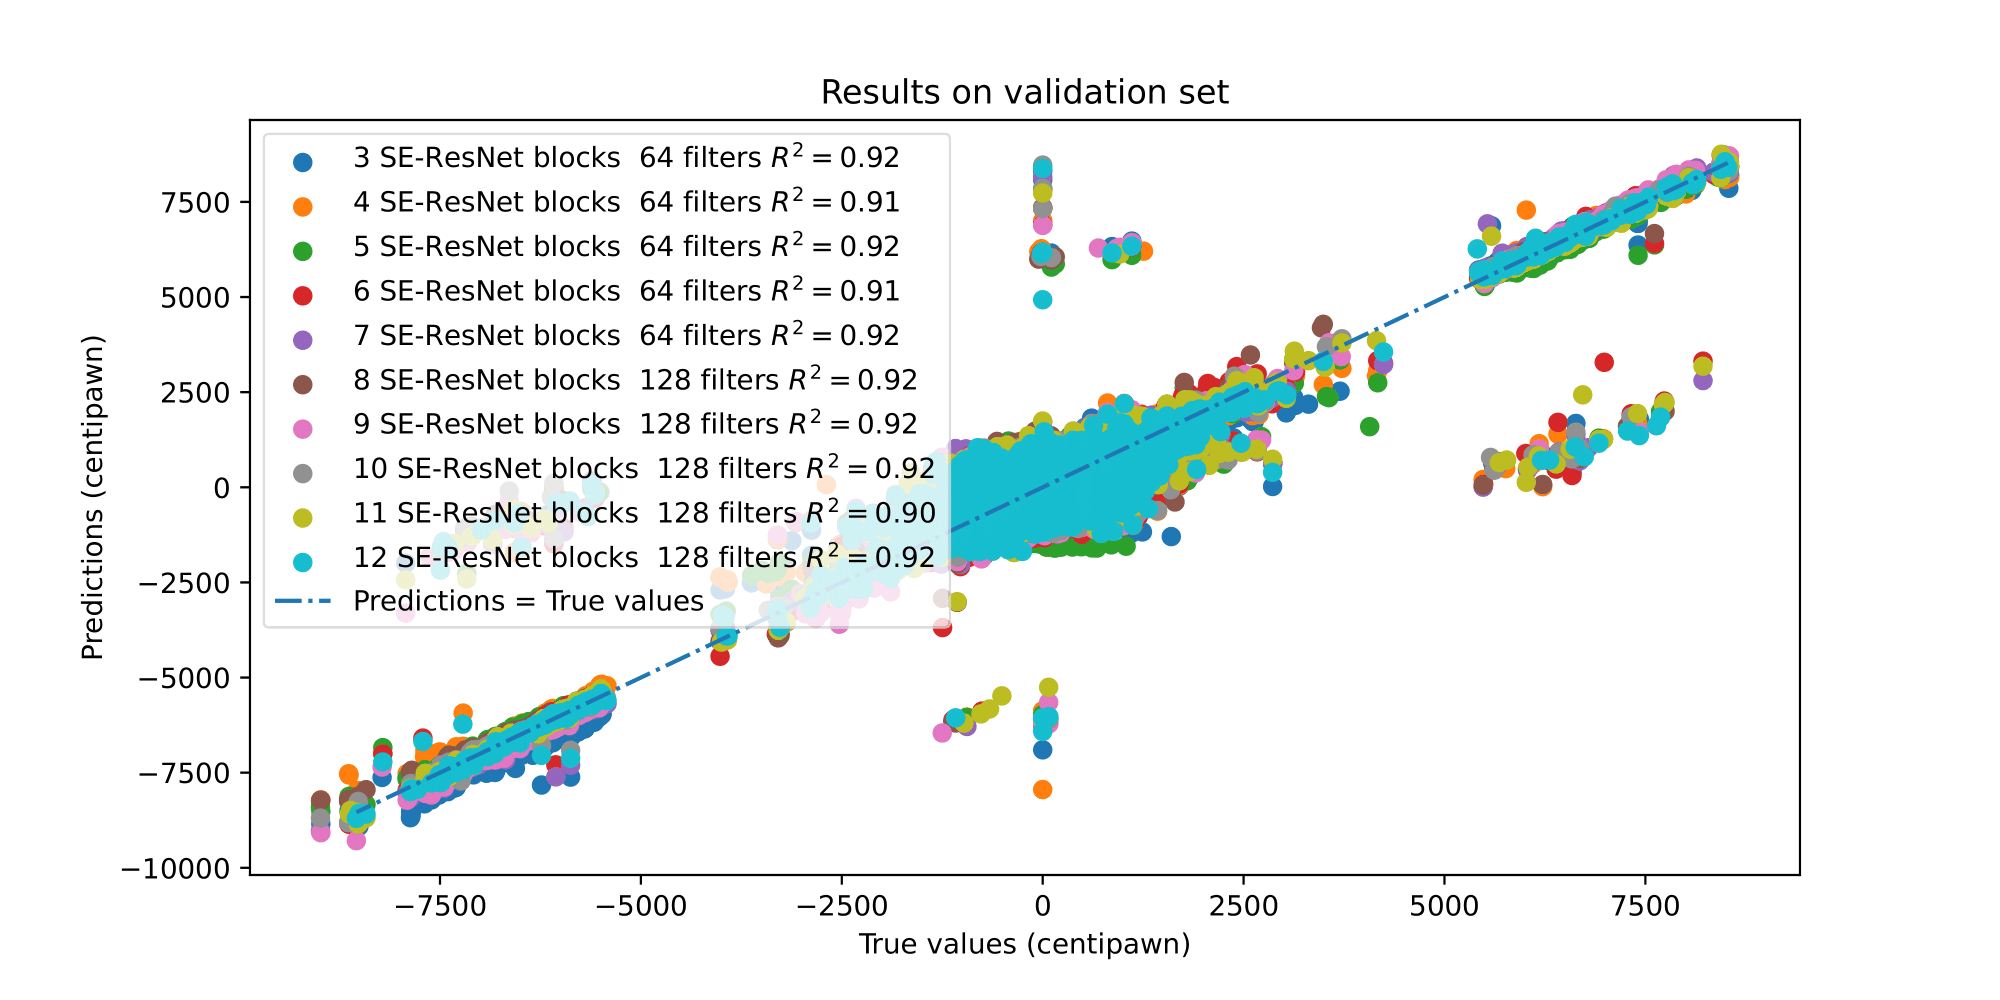 Results on validation set
3 SE-ResNet blocks  64 filters R² = 0.92
4 SE-ResNet blocks  64 filters R² = 0.91
5 SE-ResNet blocks  64 filters R² = 0.92
6 SE-ResNet blocks  64 filters R² = 0.91
7 SE-ResNet blocks  64 filters R² = 0.92
8 SE-ResNet blocks  128 filters R² = 0.92
9 SE-ResNet blocks  128 filters R² = 0.92
10 SE-ResNet blocks  128 filters R² = 0.92
11 SE-ResNet blocks  128 filters R² = 0.90
12 SE-ResNet blocks  128 filters R² = 0.92
Predictions = True values
Predictions (centipawn)
7500
5000
2500
0
−2500
−5000
−7500
−10000
−7500 −5000 −2500 0 2500 5000 7500
True values (centipawn)